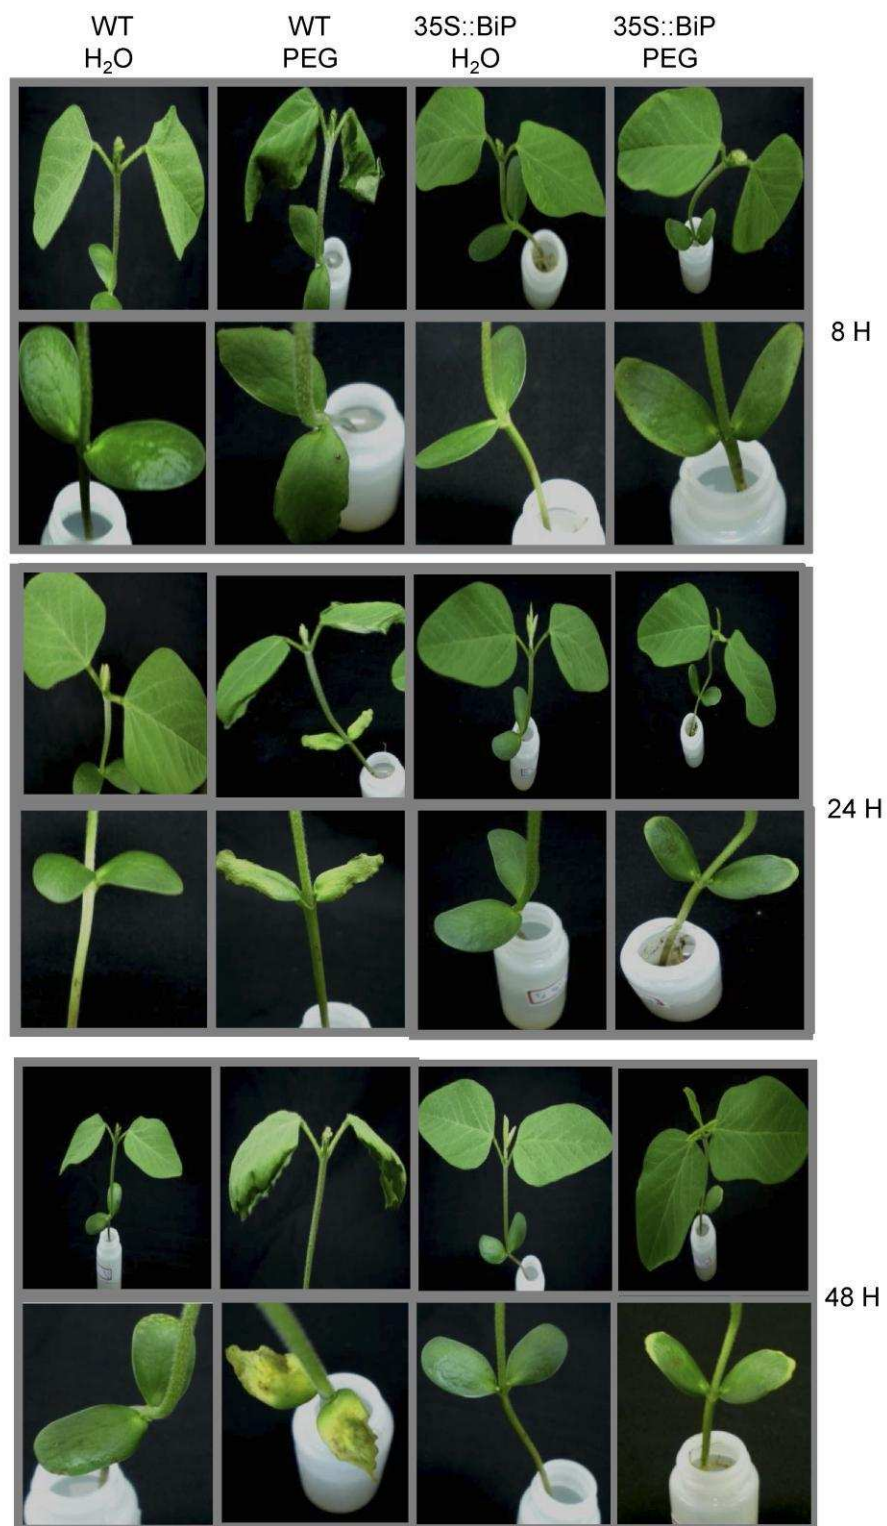 WT WT 35S::BiP 35S::BiP
H₂O PEG H₂O PEG
8 H
24 H
48 H